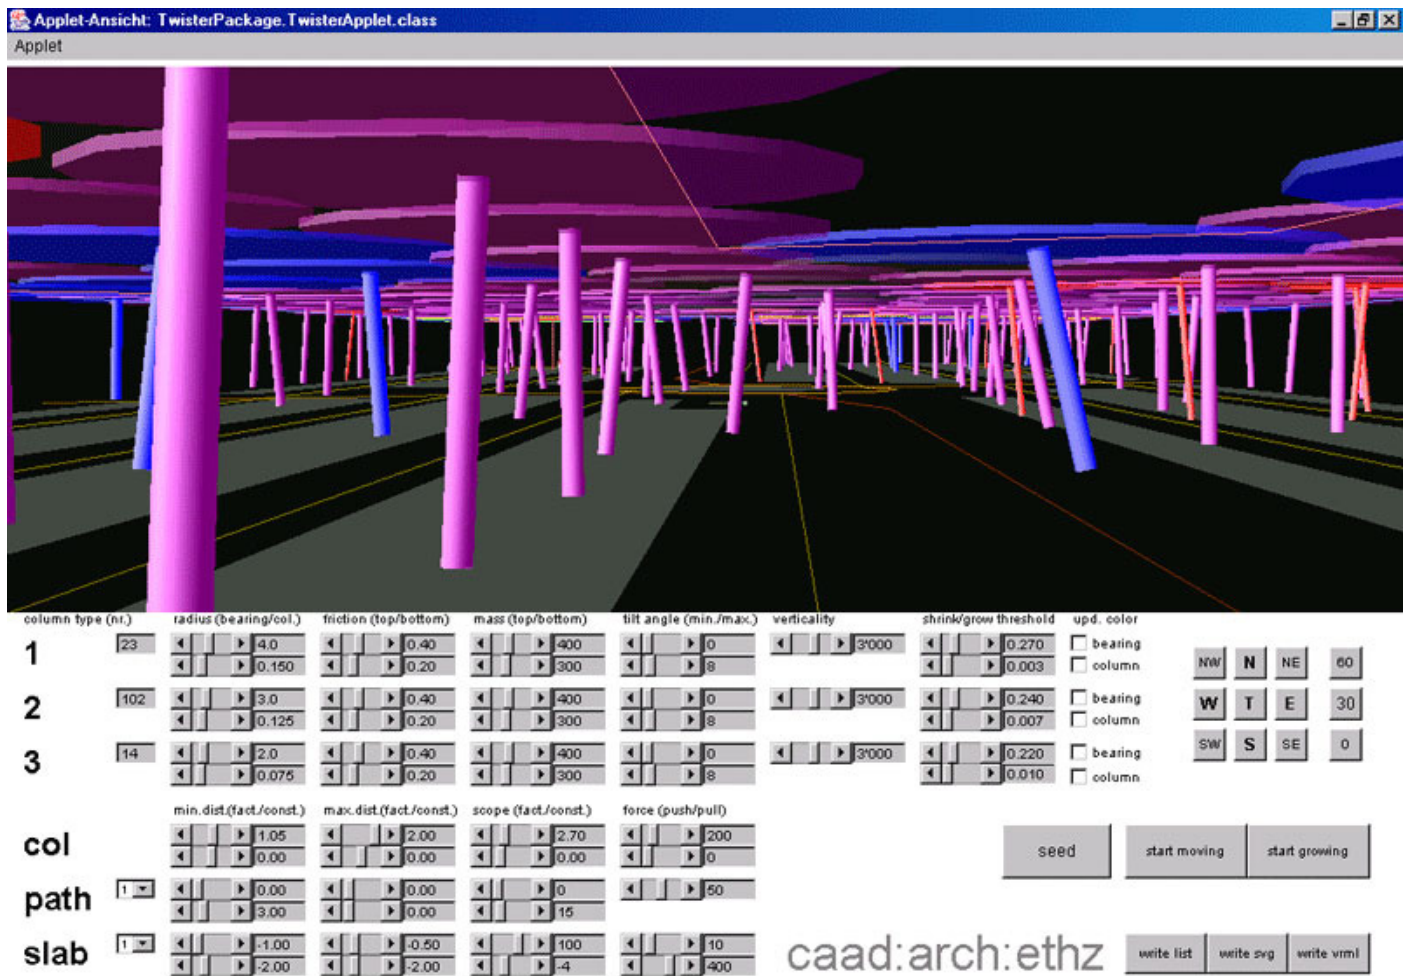 Applet-Ansicht: TwisterPackage.TwisterApplet.class
Applet
column type (nr.) radius (bearing/col.) friction (top/bottom) mass (top/bottom) tilt angle (min./max.) verticality shrink/grow threshold upd. color
1 23 4.0 0.40 400 0 3'000 0.270 bearing
0.150 0.20 300 8 0.003 column
NW N NE 60
2 102 3.0 0.40 400 0 3'000 0.240 bearing
0.125 0.20 300 8 0.007 column
W T E 30
3 14 2.0 0.40 400 0 3'000 0.220 bearing
0.075 0.20 300 8 0.010 column
SW S SE 0
min.dist.(fact./const.) max.dist.(fact./const.) scope (fact./const.) force (push/pull)
col 1.05 2.00 2.70 200
0.00 0.00 0.00 0
seed start moving start growing
path 1 0.00 0.00 0 50
3.00 0.00 15
slab 1 -1.00 -0.50 100 10
-2.00 -2.00 -4 400
caad:arch:ethz write list write svg write vrml